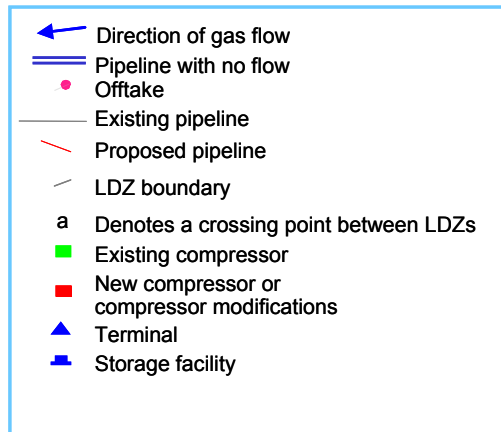 Direction of gas flow
Pipeline with no flow
Offtake
Existing pipeline
Proposed pipeline
LDZ boundary
a Denotes a crossing point between LDZs
Existing compressor
New compressor or
compressor modifications
Terminal
Storage facility